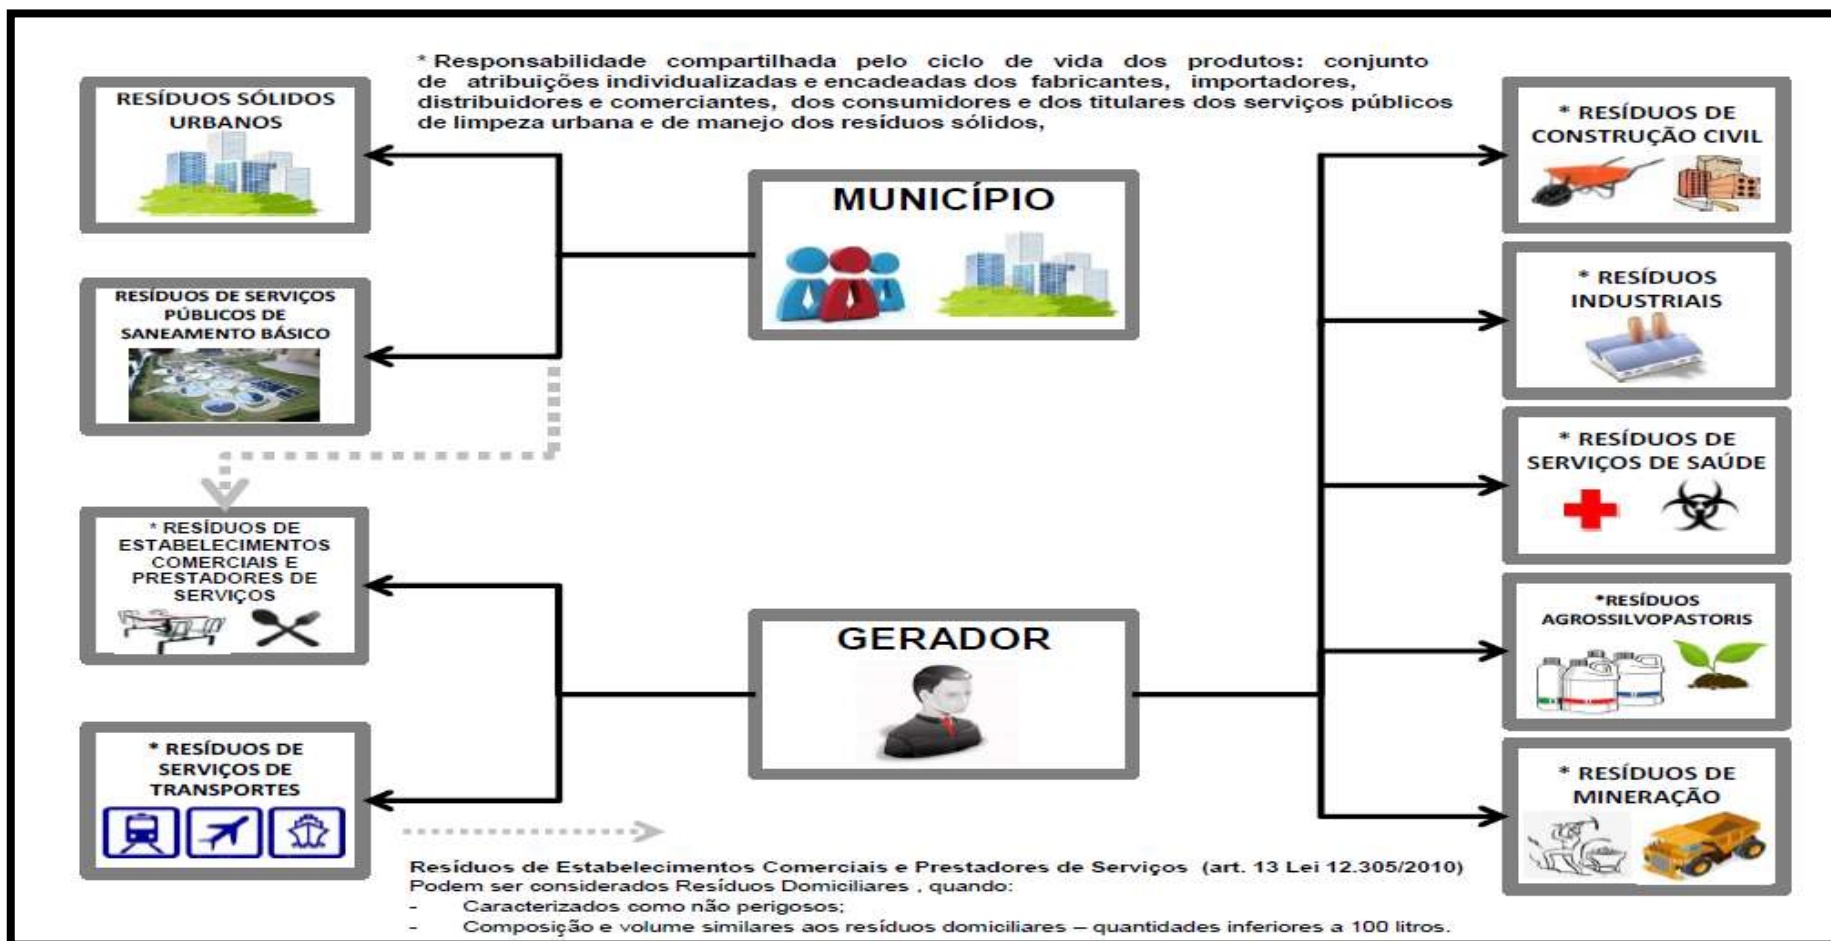 * Responsabilidade compartilhada pelo ciclo de vida dos produtos: conjunto
de atribuições individualizadas e encadeadas dos fabricantes, importadores,
distribuidores e comerciantes, dos consumidores e dos titulares dos serviços públicos
de limpeza urbana e de manejo dos resíduos sólidos,
RESÍDUOS SÓLIDOS
URBANOS
RESÍDUOS DE SERVIÇOS
PÚBLICOS DE
SANEAMENTO BÁSICO
* RESÍDUOS DE
ESTABELECIMENTOS
COMERCIAIS E
PRESTADORES DE
SERVIÇOS
* RESÍDUOS DE
SERVIÇOS DE
TRANSPORTES
MUNICÍPIO
GERADOR
* RESÍDUOS DE
CONSTRUÇÃO CIVIL
* RESÍDUOS
INDUSTRIAIS
* RESÍDUOS DE
SERVIÇOS DE SAÚDE
*RESÍDUOS
AGROSSILVOPASTORIS
* RESÍDUOS DE
MINERAÇÃO
Resíduos de Estabelecimentos Comerciais e Prestadores de Serviços (art. 13 Lei 12.305/2010)
Podem ser considerados Resíduos Domiciliares , quando:
- Caracterizados como não perigosos;
- Composição e volume similares aos resíduos domiciliares – quantidades inferiores a 100 litros.